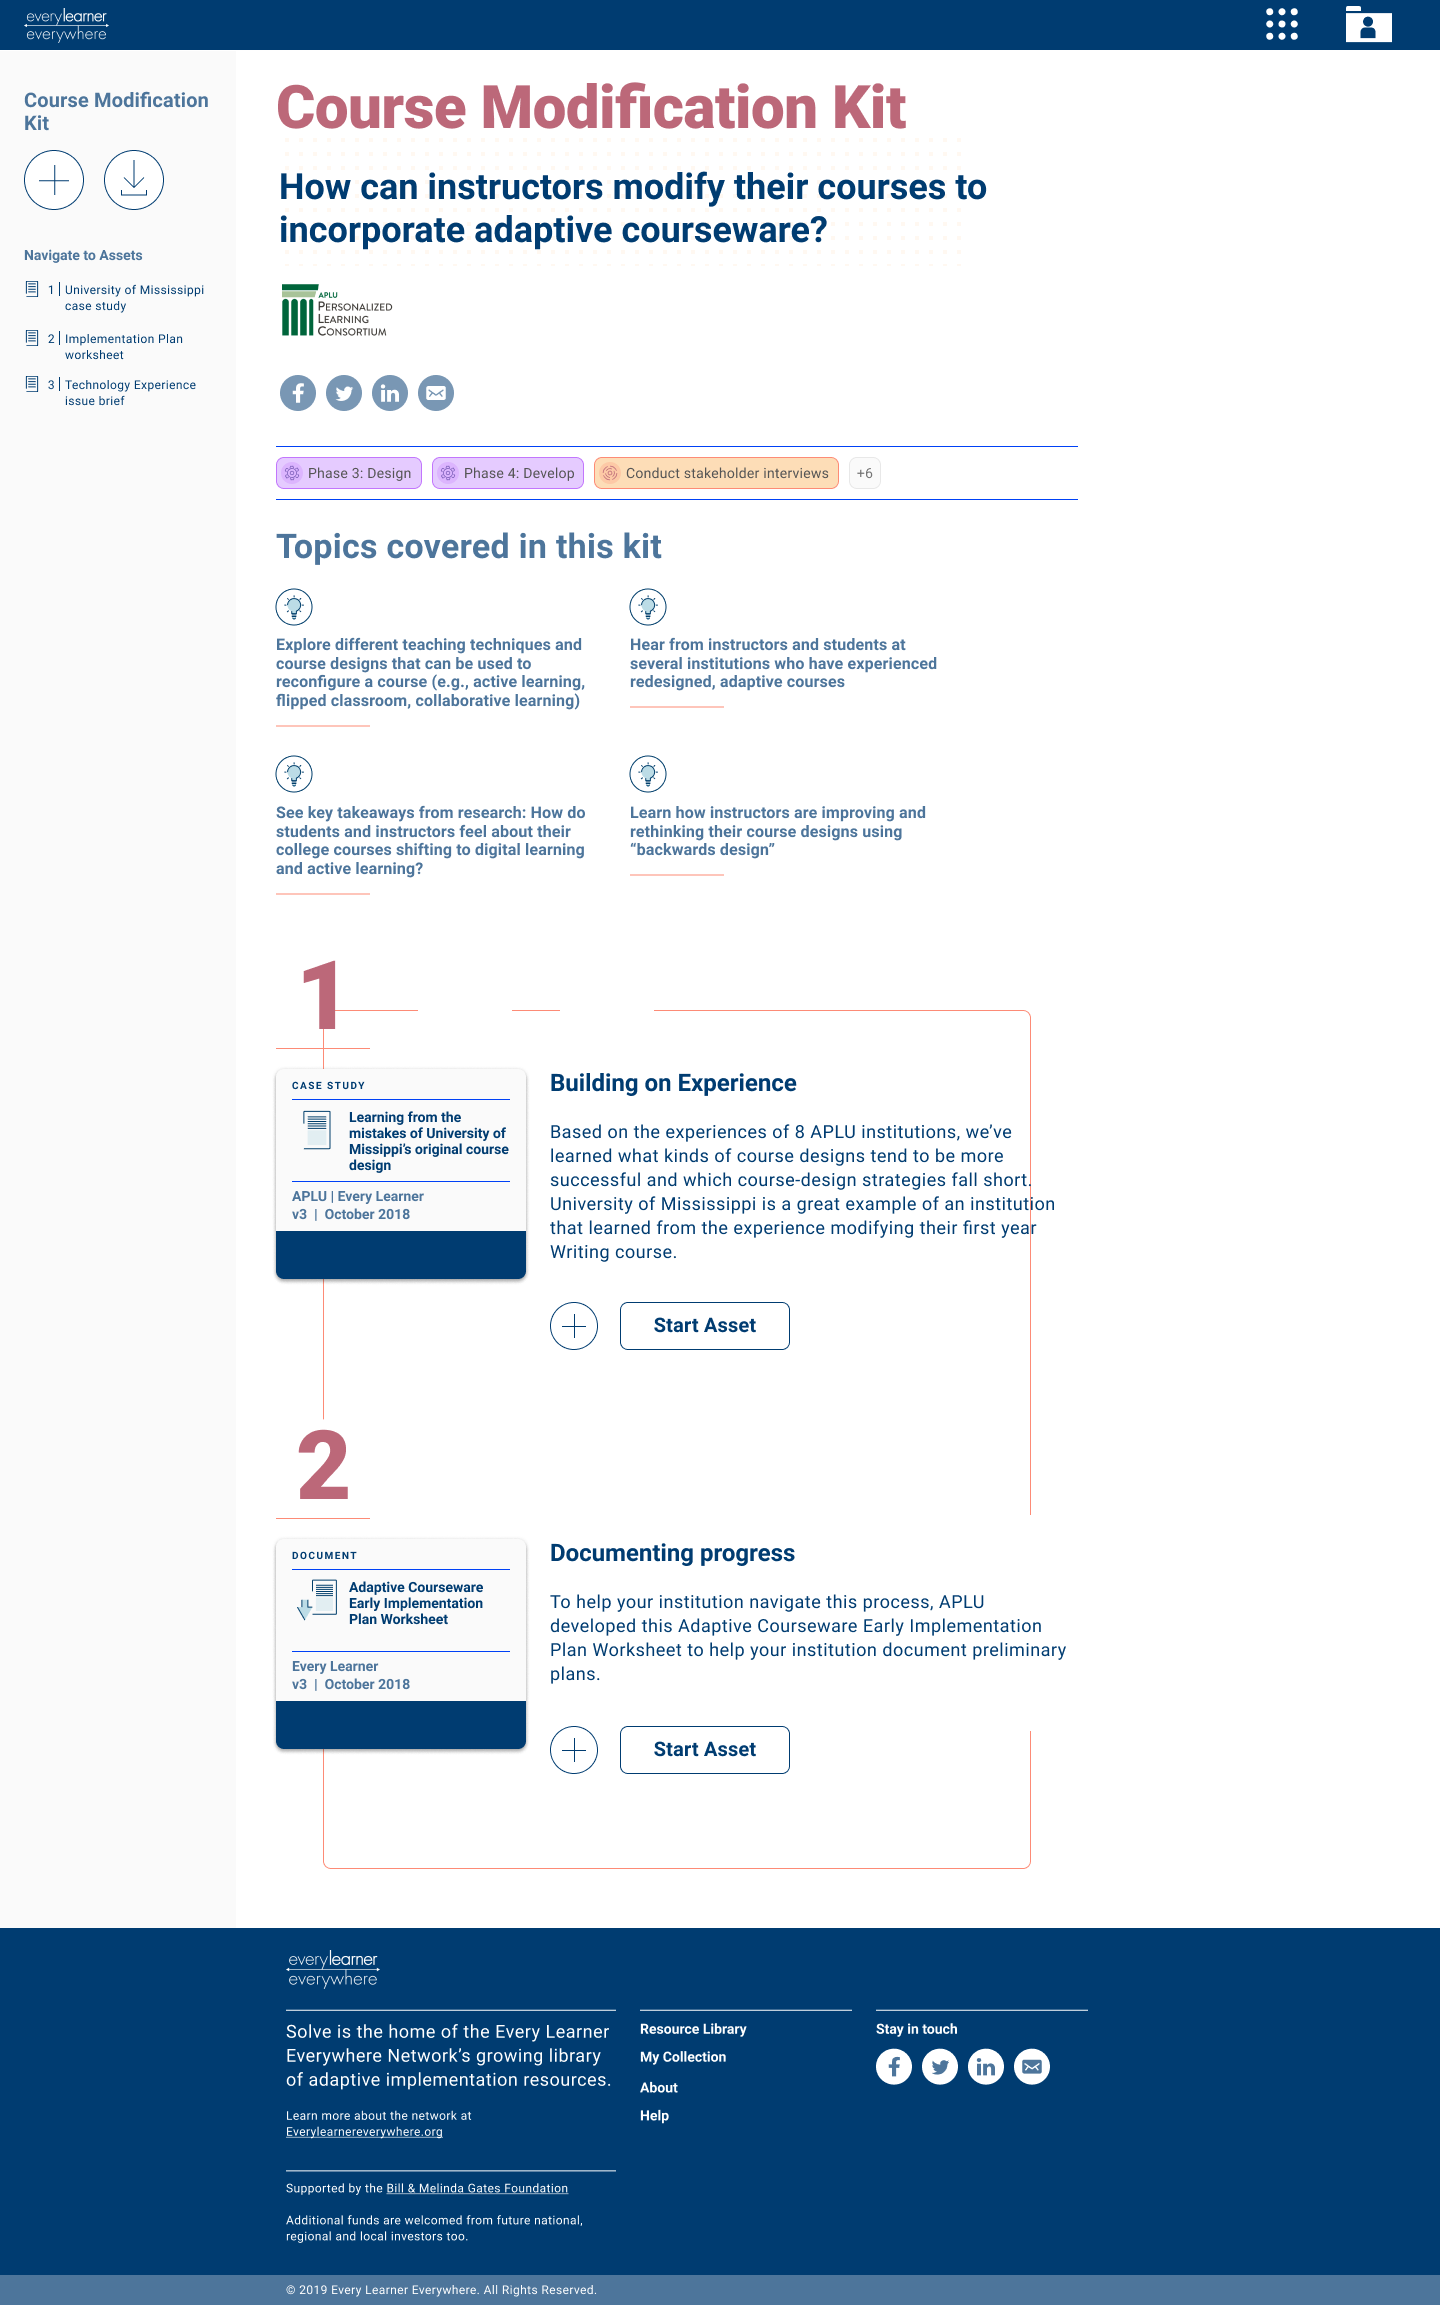 everylearner
everywhere
Course Modification
Kit
Navigate to Assets
1 | University of Mississippi
case study
2 | Implementation Plan
worksheet
3 | Technology Experience
issue brief
Course Modification Kit
How can instructors modify their courses to
incorporate adaptive courseware?
APLU
PERSONALIZED
LEARNING
CONSORTIUM
Phase 3: Design
Phase 4: Develop
Conduct stakeholder interviews
+6
Topics covered in this kit
Explore different teaching techniques and
course designs that can be used to
reconfigure a course (e.g., active learning,
flipped classroom, collaborative learning)
Hear from instructors and students at
several institutions who have experienced
redesigned, adaptive courses
See key takeaways from research: How do
students and instructors feel about their
college courses shifting to digital learning
and active learning?
Learn how instructors are improving and
rethinking their course designs using
“backwards design”
1
CASE STUDY
Learning from the
mistakes of University of
Missippi’s original course
design
APLU | Every Learner
v3 | October 2018
Building on Experience
Based on the experiences of 8 APLU institutions, we’ve
learned what kinds of course designs tend to be more
successful and which course-design strategies fall short.
University of Mississippi is a great example of an institution
that learned from the experience modifying their first year
Writing course.
Start Asset
2
DOCUMENT
Adaptive Courseware
Early Implementation
Plan Worksheet
Every Learner
v3 | October 2018
Documenting progress
To help your institution navigate this process, APLU
developed this Adaptive Courseware Early Implementation
Plan Worksheet to help your institution document preliminary
plans.
Start Asset
everylearner
everywhere
Solve is the home of the Every Learner
Everywhere Network’s growing library
of adaptive implementation resources.
Learn more about the network at
Everylearnereverywhere.org
Supported by the Bill & Melinda Gates Foundation
Additional funds are welcomed from future national,
regional and local investors too.
Resource Library
My Collection
About
Help
Stay in touch
© 2019 Every Learner Everywhere. All Rights Reserved.